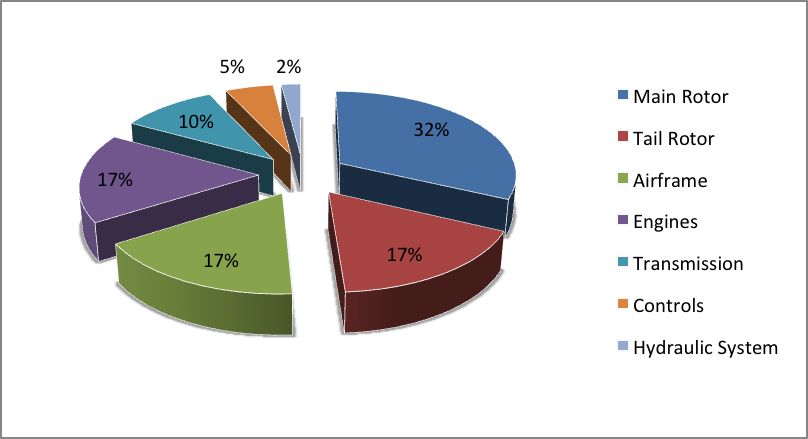 5%
2%
32%
10%
17%
17%
17%
Main Rotor
Tail Rotor
Airframe
Engines
Transmission
Controls
Hydraulic System